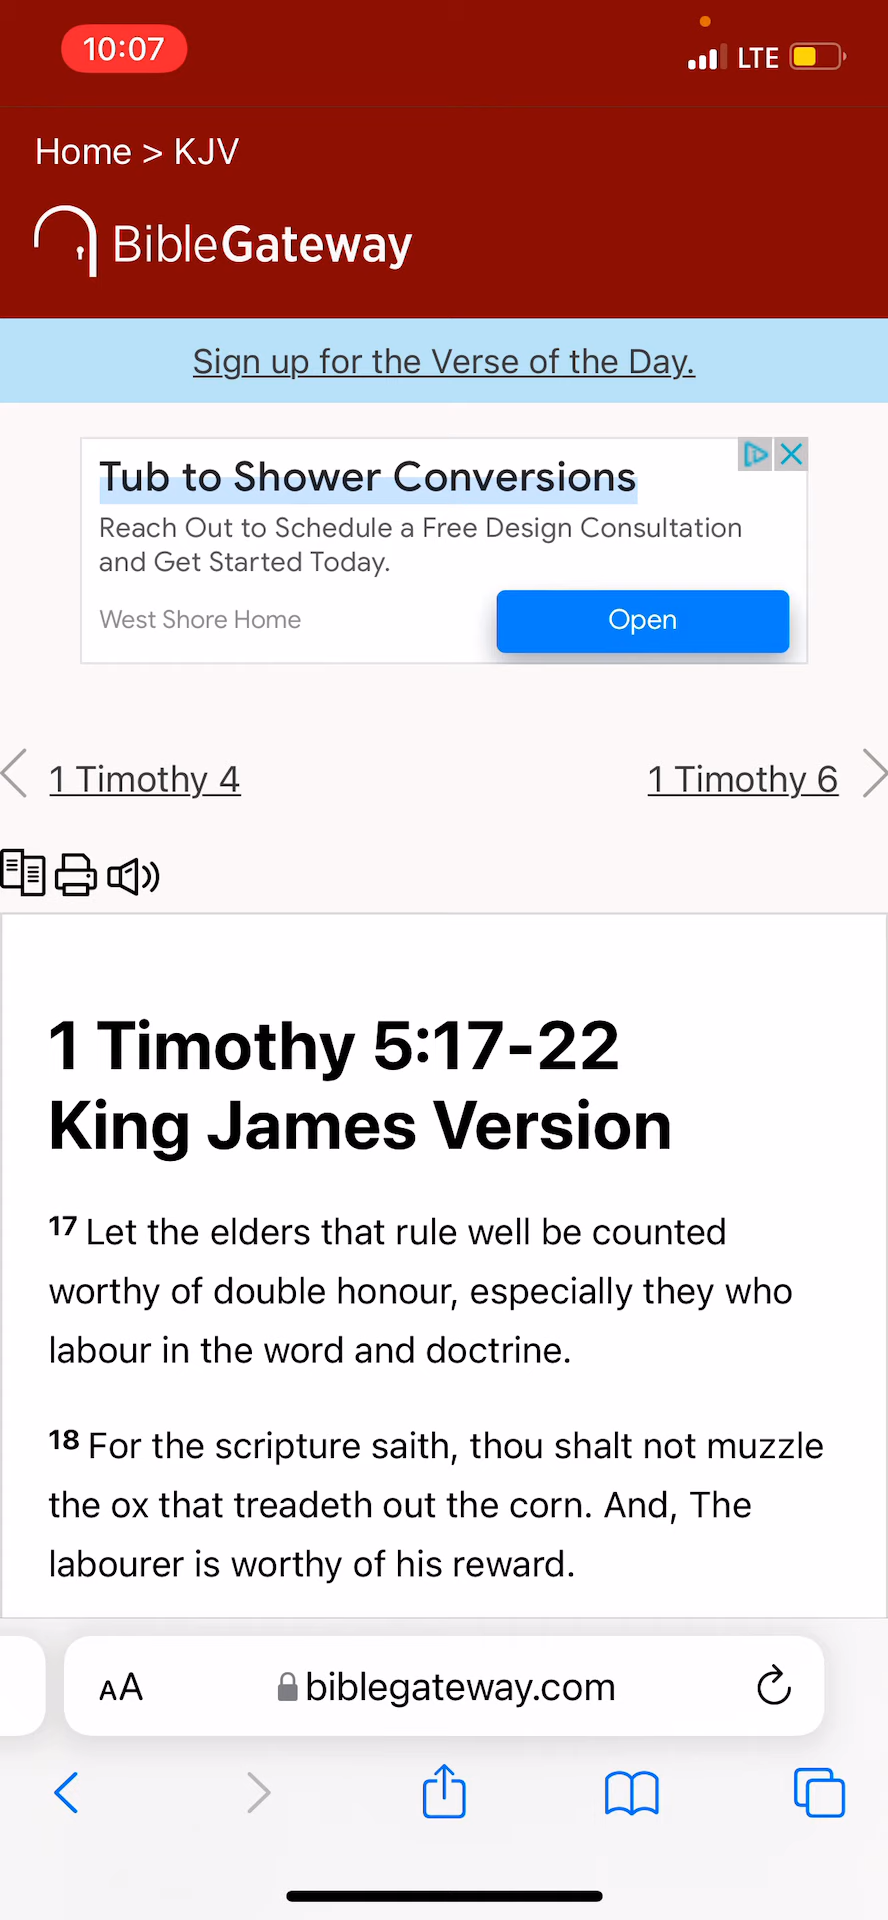 10:07
LTE
Home > KJV
BibleGateway
Sign up for the Verse of the Day.
Tub to Shower Conversions
Reach Out to Schedule a Free Design Consultation
and Get Started Today.
West Shore Home
Open
1 Timothy 4
1 Timothy 6
1 Timothy 5:17-22
King James Version
17 Let the elders that rule well be counted
worthy of double honour, especially they who
labour in the word and doctrine.
18 For the scripture saith, thou shalt not muzzle
the ox that treadeth out the corn. And, The
labourer is worthy of his reward.
AA
biblegateway.com